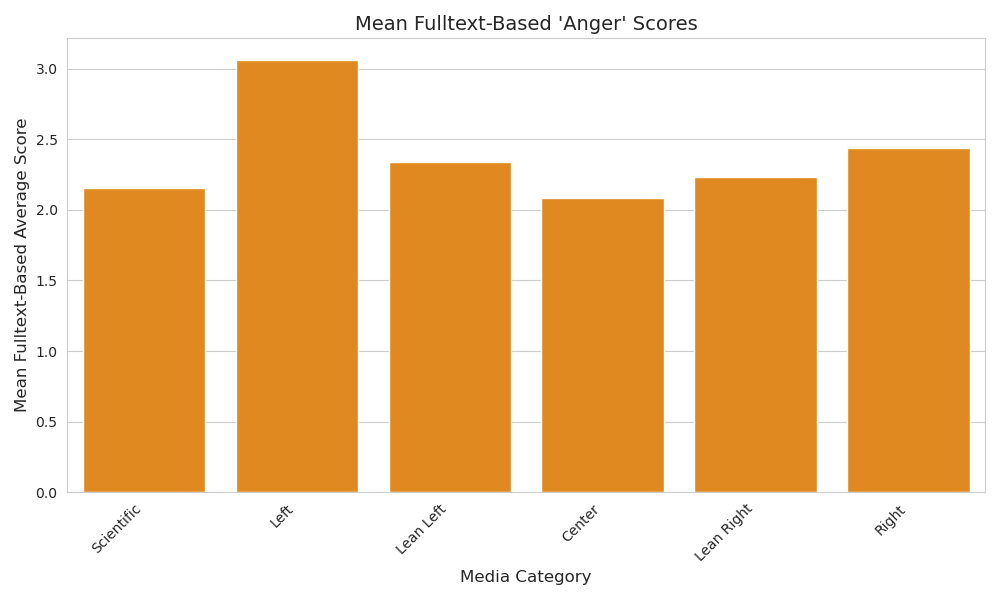 Mean Fulltext-Based 'Anger' Scores
Mean Fulltext-Based Average Score
3.0
2.5
2.0
1.5
1.0
0.5
0.0
Scientific
Left
Lean Left
Center
Lean Right
Right
Media Category